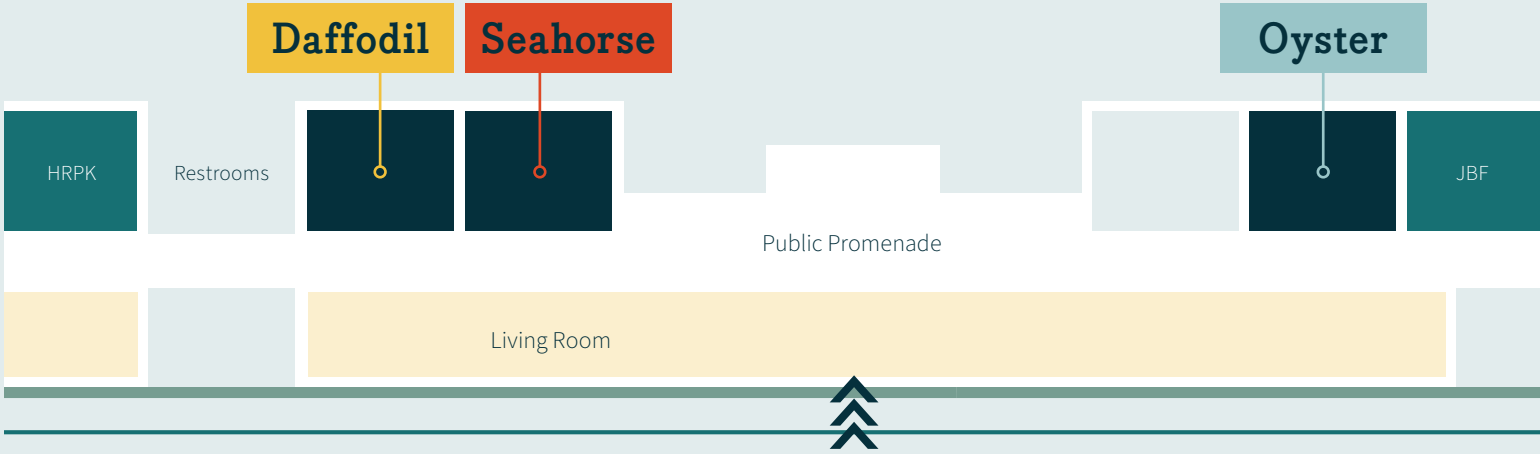 Daffodil
Seahorse
Oyster
HRPK
Restrooms
JBF
Public Promenade
Living Room